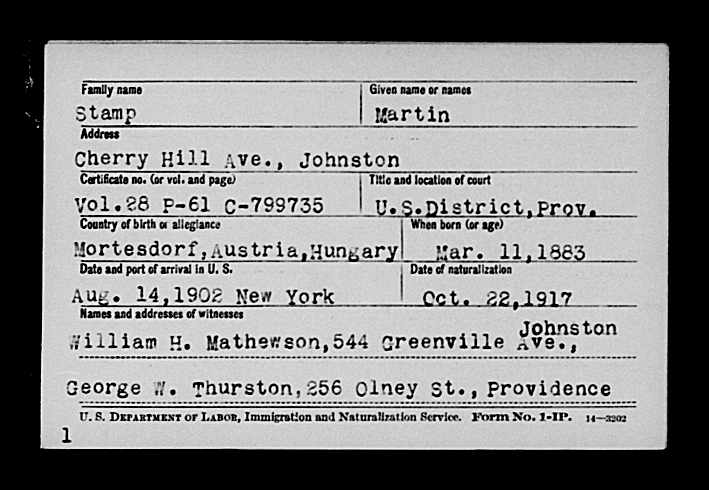 Family name Given name or names
Stamp Martin
Address
Cherry Hill Ave., Johnston
Certificate no. (or vol. and page) Title and location of court
Vol.28 P-61 C-799735 U.S.District,Prov.
Country of birth or allegiance When born (or age)
Mortesdorf,Austria,Hungary Mar. 11,1883
Date and port of arrival in U. S. Date of naturalization
Aug. 14,1902 New York Oct. 22,1917
Names and addresses of witnesses
Johnston
William H. Mathewson,544 Greenville Ave.,
George W. Thurston,256 Olney St., Providence
U. S. Department of Labor, Immigration and Naturalization Service. Form No. 1-IP. 14—3202
1